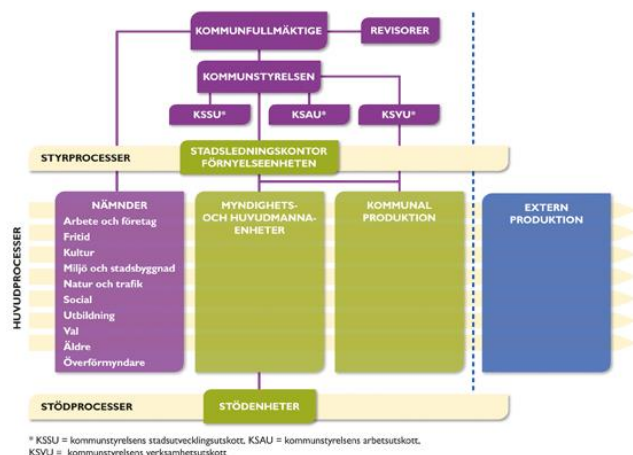 KOMMUNFULLMÄKTIGE
REVISORER
KOMMUNSTYRELSEN
KSSU*
KSAU*
KSVU*
STYRPROCESSER
STADSLEDNINGSKONTOR
FÖRNYELSEENHETEN
HUVUDPROCESSER
NÄMNDER
Arbete och företag
Fritid
Kultur
Miljö och stadsbyggnad
Natur och trafik
Social
Utbildning
Val
Äldre
Överförmyndare
MYNDIGHETS-
OCH HUVUDMANNA-
ENHETER
KOMMUNAL
PRODUKTION
EXTERN
PRODUKTION
STÖDPROCESSER
STÖDENHETER
* KSSU = kommunstyrelsens stadsutvecklingsutskott, KSAU = kommunstyrelsens arbetsutskott,
KSVU = kommunstyrelsens verksamhetsutskott